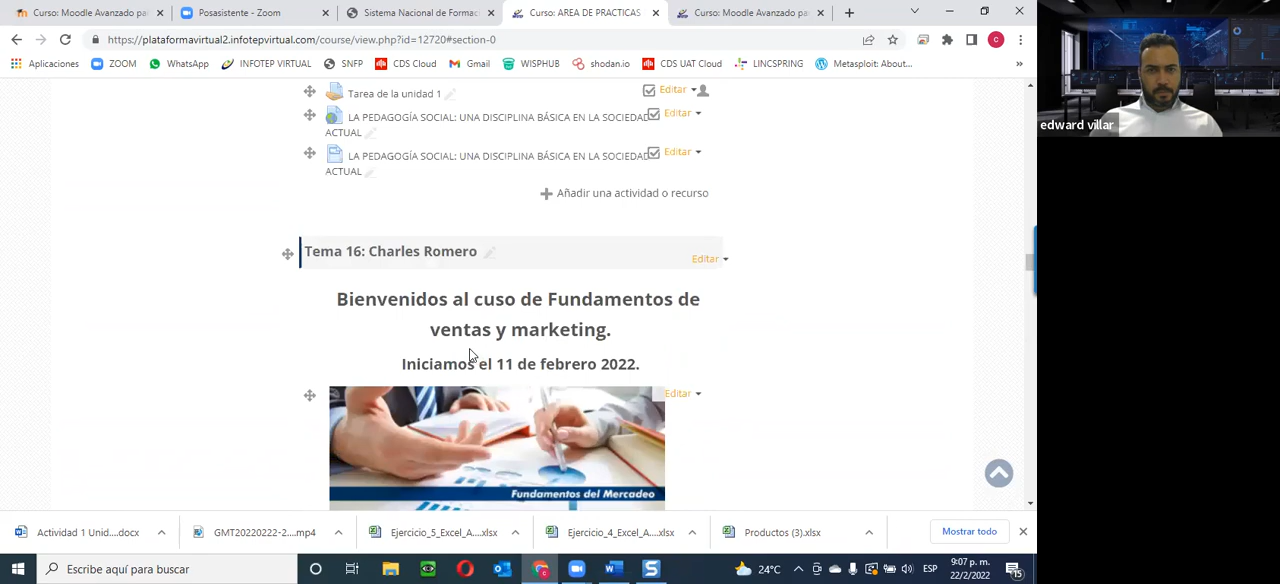 Curso: Moodle Avanzado par
Posasistente - Zoom
Sistema Nacional de Formac
Curso: AREA DE PRACTICAS
Curso: Moodle Avanzado pa
https://plataformavirtual2.infotepvirtual.com/course/view.php?id=12720#section-0
Aplicaciones
ZOOM
WhatsApp
INFOTEP VIRTUAL
SNFP
CDS Cloud
Gmail
WISPHUB
shodan.io
CDS UAT Cloud
LINCSPRING
Metasploit: About...
»
edward villar
Tarea de la unidad 1
Editar
LA PEDAGOGÍA SOCIAL: UNA DISCIPLINA BÁSICA EN LA SOCIEDAD
ACTUAL
Editar
LA PEDAGOGÍA SOCIAL: UNA DISCIPLINA BÁSICA EN LA SOCIEDAD
ACTUAL
Editar
Añadir una actividad o recurso
Tema 16: Charles Romero
Editar
Bienvenidos al cuso de Fundamentos de
ventas y marketing.
Iniciamos el 11 de febrero 2022.
Editar
Fundamentos del Mercadeo
Actividad 1 Unid....docx
GMT20220222-2....mp4
Ejercicio_5_Excel_A....xlsx
Ejercicio_4_Excel_A....xlsx
Productos (3).xlsx
Mostrar todo
Escribe aquí para buscar
24°C
ESP
9:07 p. m.
22/2/2022
15